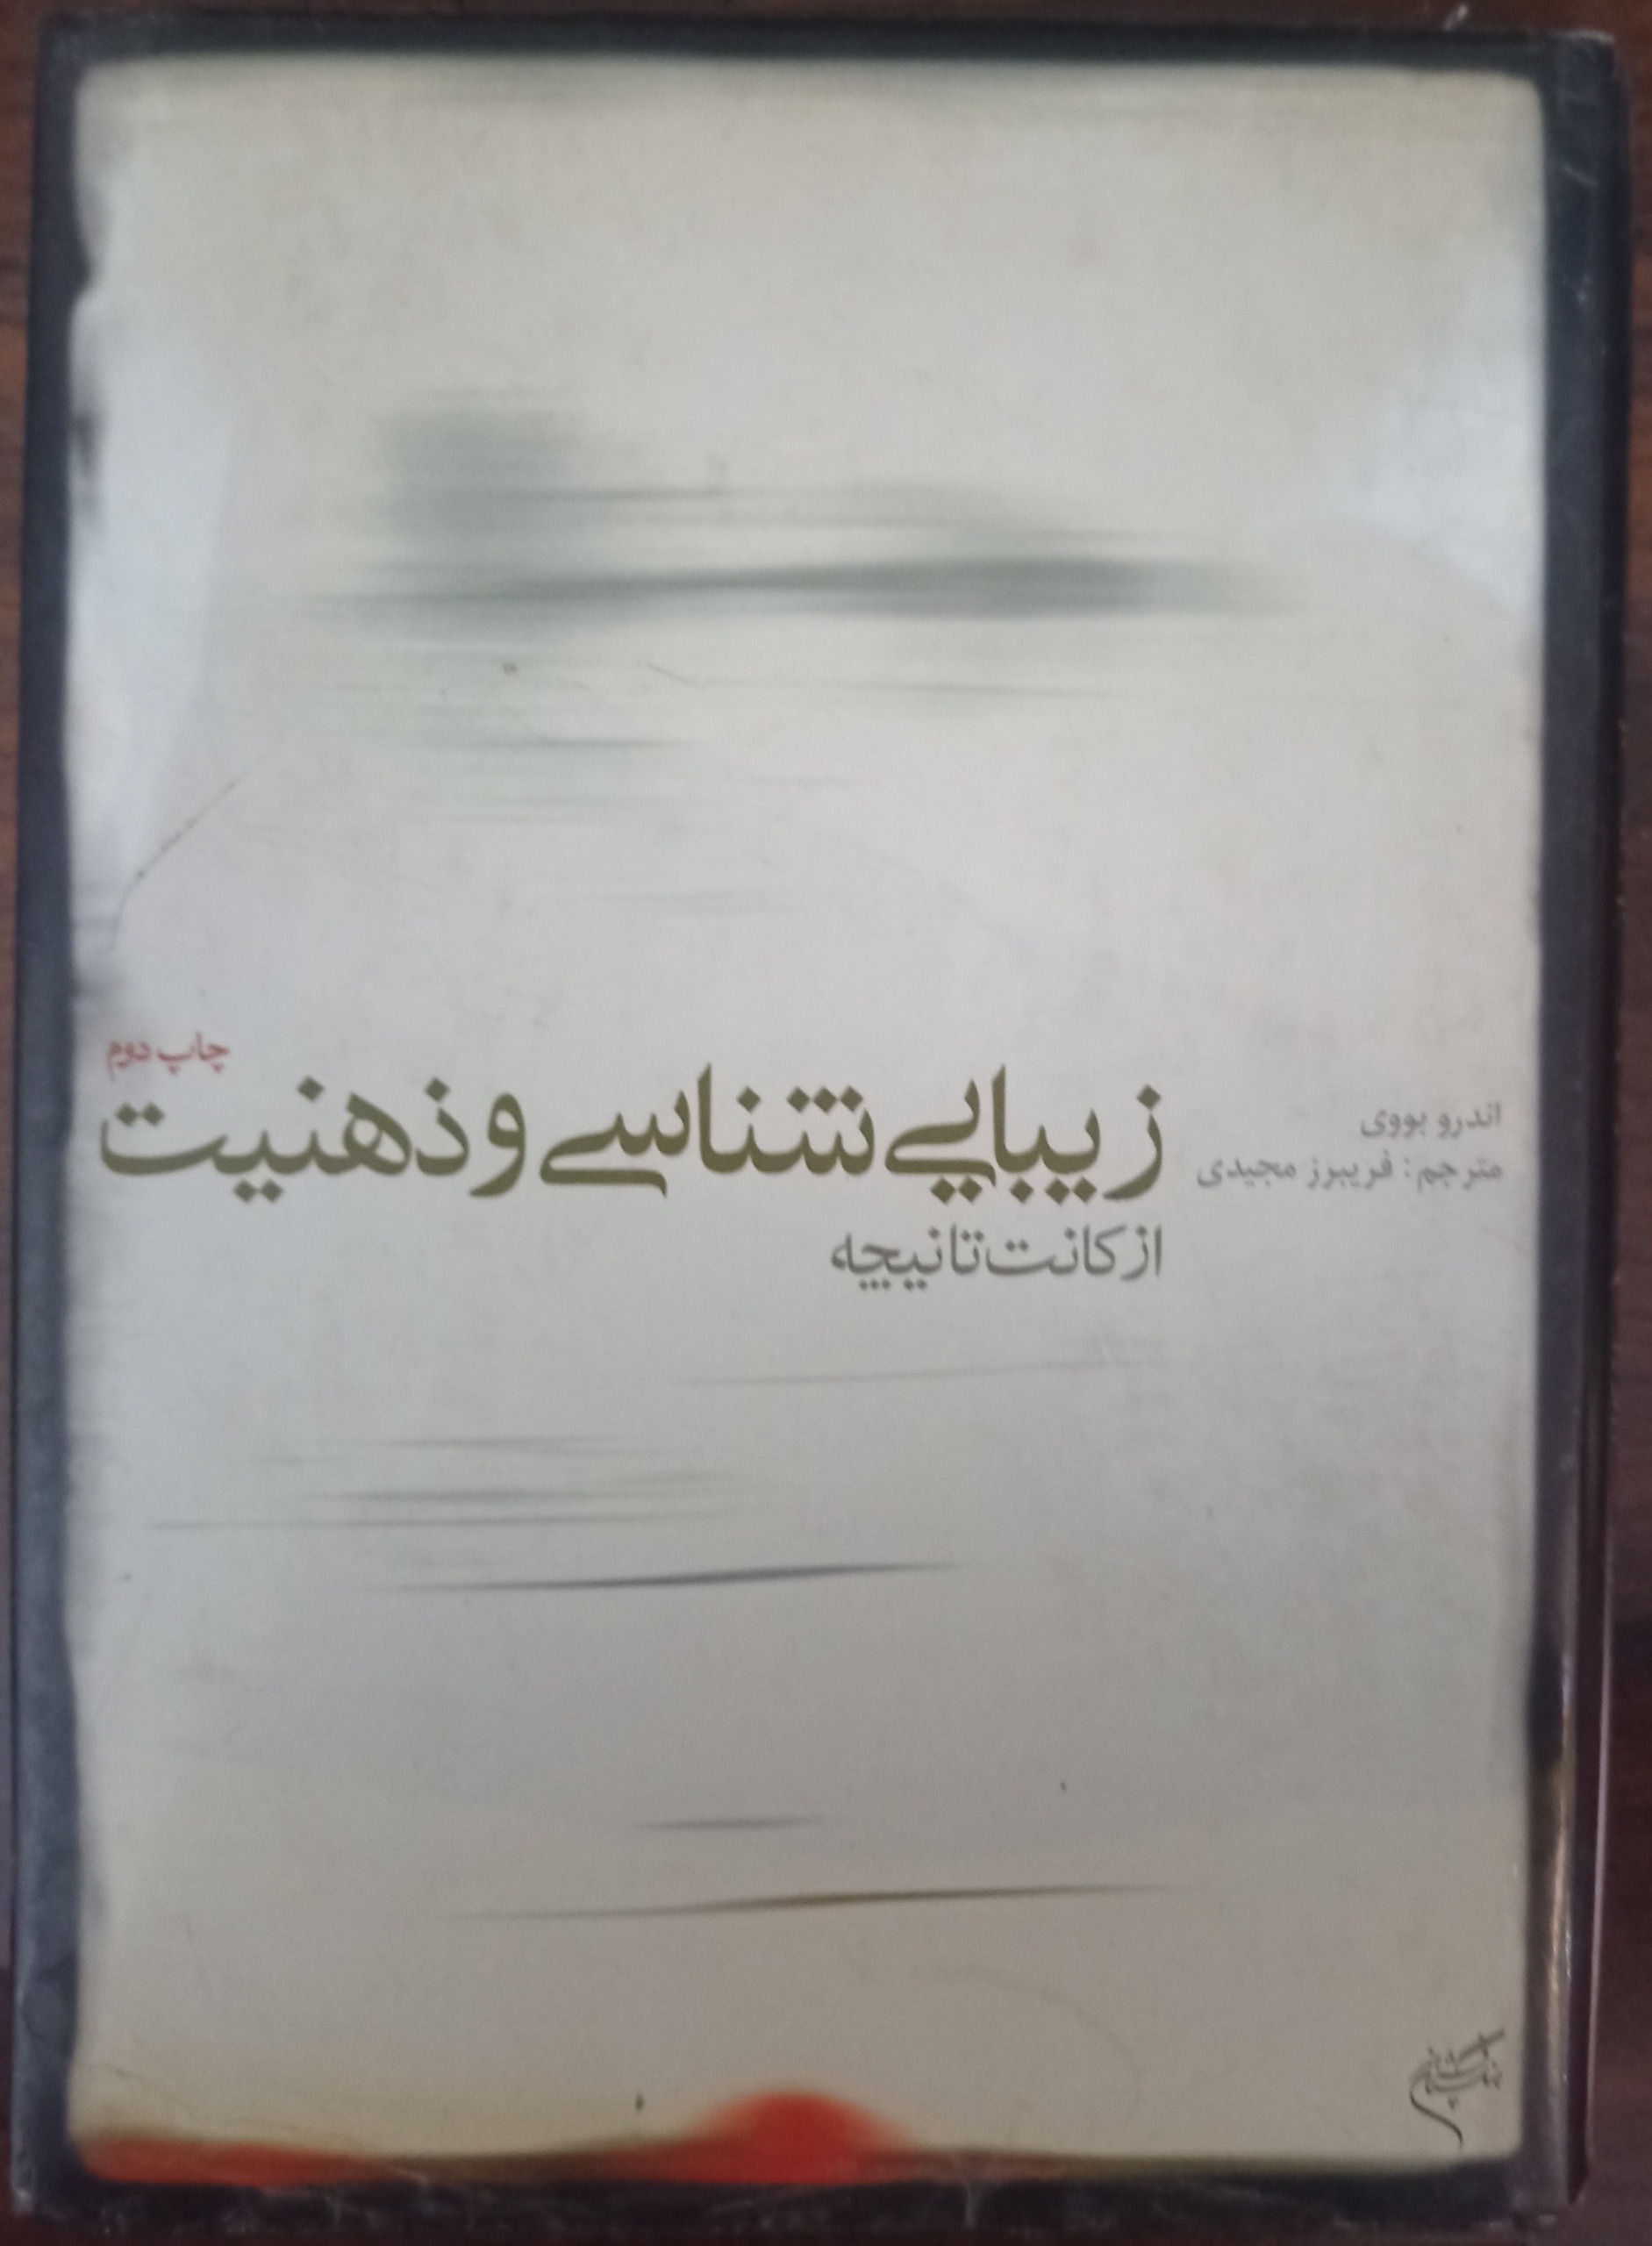 چاپ دوم
زیبایی‌شناسی و ذهنیت
از کانت تا نیچه
اندرو بووی
مترجم: فریبرز مجیدی